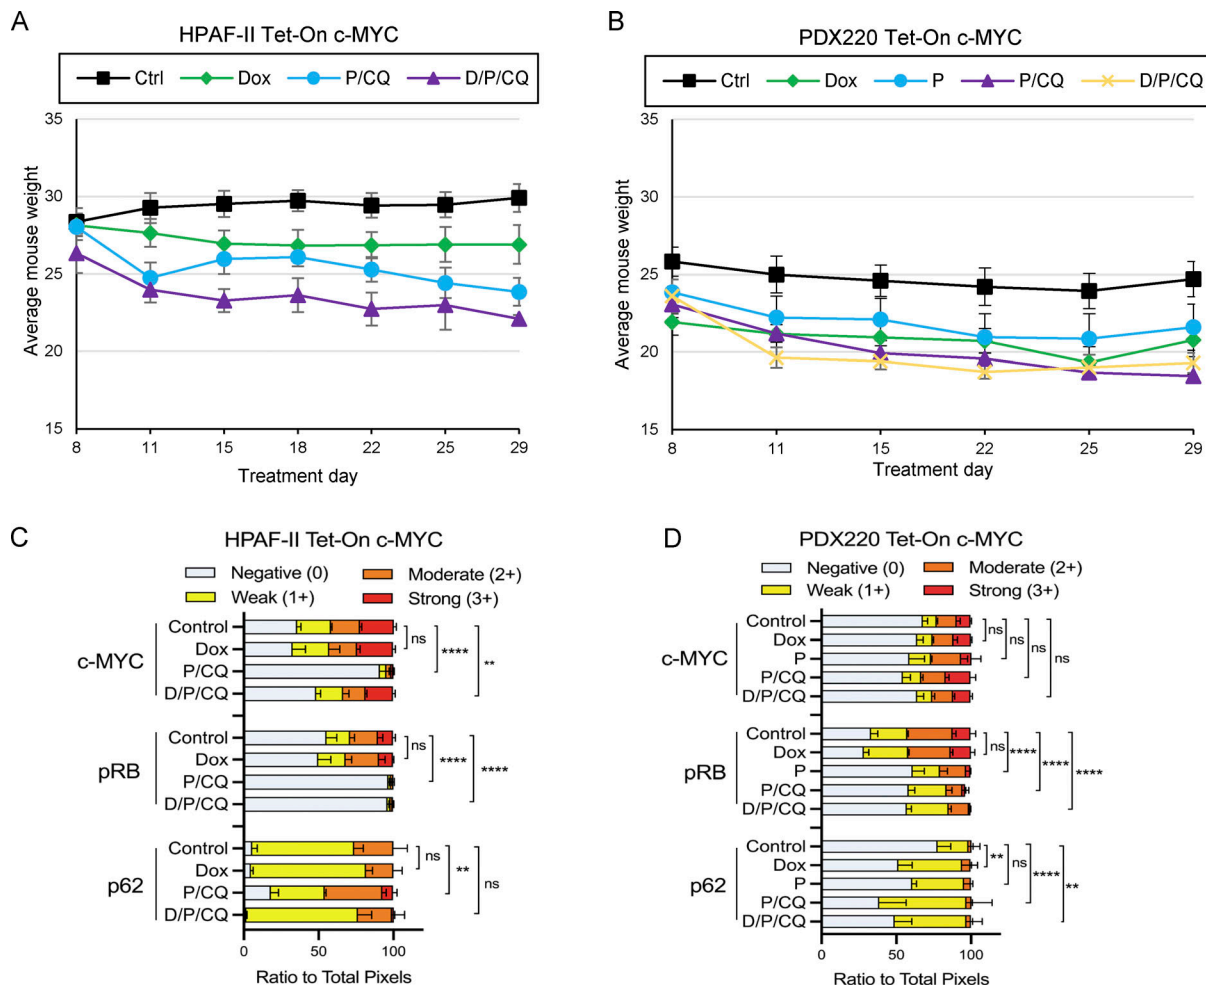 A
HPAF-II Tet-On c-MYC
Ctrl Dox P/CQ D/P/CQ
Average mouse weight
35
30
25
20
15
8 11 15 18 22 25 29
Treatment day
B
PDX220 Tet-On c-MYC
Ctrl Dox P P/CQ D/P/CQ
Average mouse weight
35
30
25
20
15
8 11 15 22 25 29
Treatment day
C
HPAF-II Tet-On c-MYC
Negative (0) Moderate (2+)
Weak (1+) Strong (3+)
c-MYC
Control
Dox
P/CQ
D/P/CQ
ns **** **
pRB
Control
Dox
P/CQ
D/P/CQ
ns **** ****
p62
Control
Dox
P/CQ
D/P/CQ
ns ** ns
0 50 100
Ratio to Total Pixels
D
PDX220 Tet-On c-MYC
Negative (0) Moderate (2+)
Weak (1+) Strong (3+)
c-MYC
Control
Dox
P
P/CQ
D/P/CQ
ns ns ns ns
pRB
Control
Dox
P
P/CQ
D/P/CQ
ns **** **** ****
p62
Control
Dox
P
P/CQ
D/P/CQ
** ns **** **
0 50 100
Ratio to Total Pixels